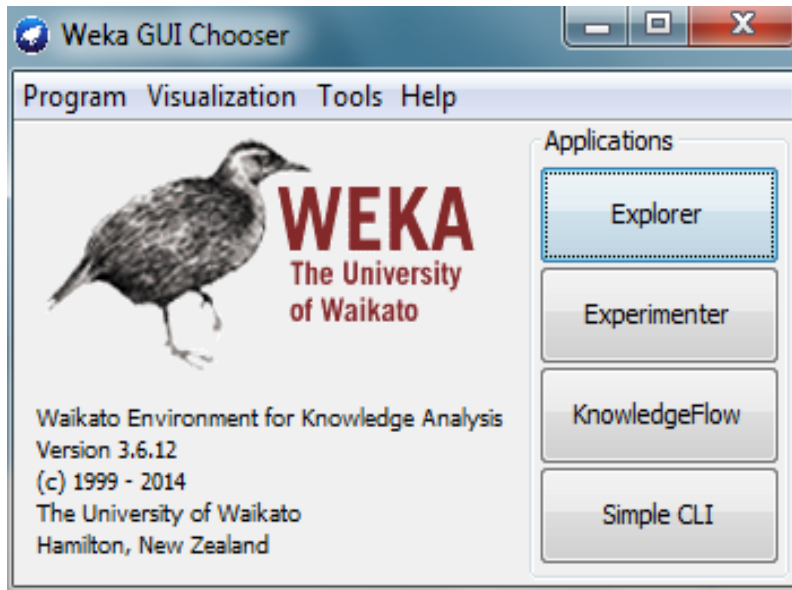 Weka GUI Chooser
Program Visualization Tools Help
Applications
Explorer
Experimenter
KnowledgeFlow
Simple CLI
WEKA
The University
of Waikato
Waikato Environment for Knowledge Analysis
Version 3.6.12
(c) 1999 - 2014
The University of Waikato
Hamilton, New Zealand